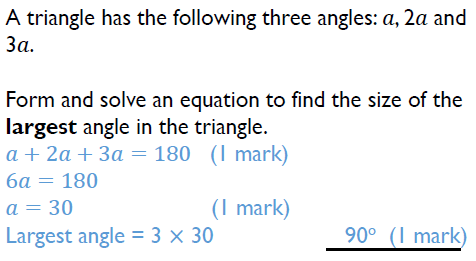 A triangle has the following three angles: a, 2a and
3a.
Form and solve an equation to find the size of the
largest angle in the triangle.
a + 2a + 3a = 180 (1 mark)
6a = 180
a = 30 (1 mark)
Largest angle = 3 × 30 90° (1 mark)